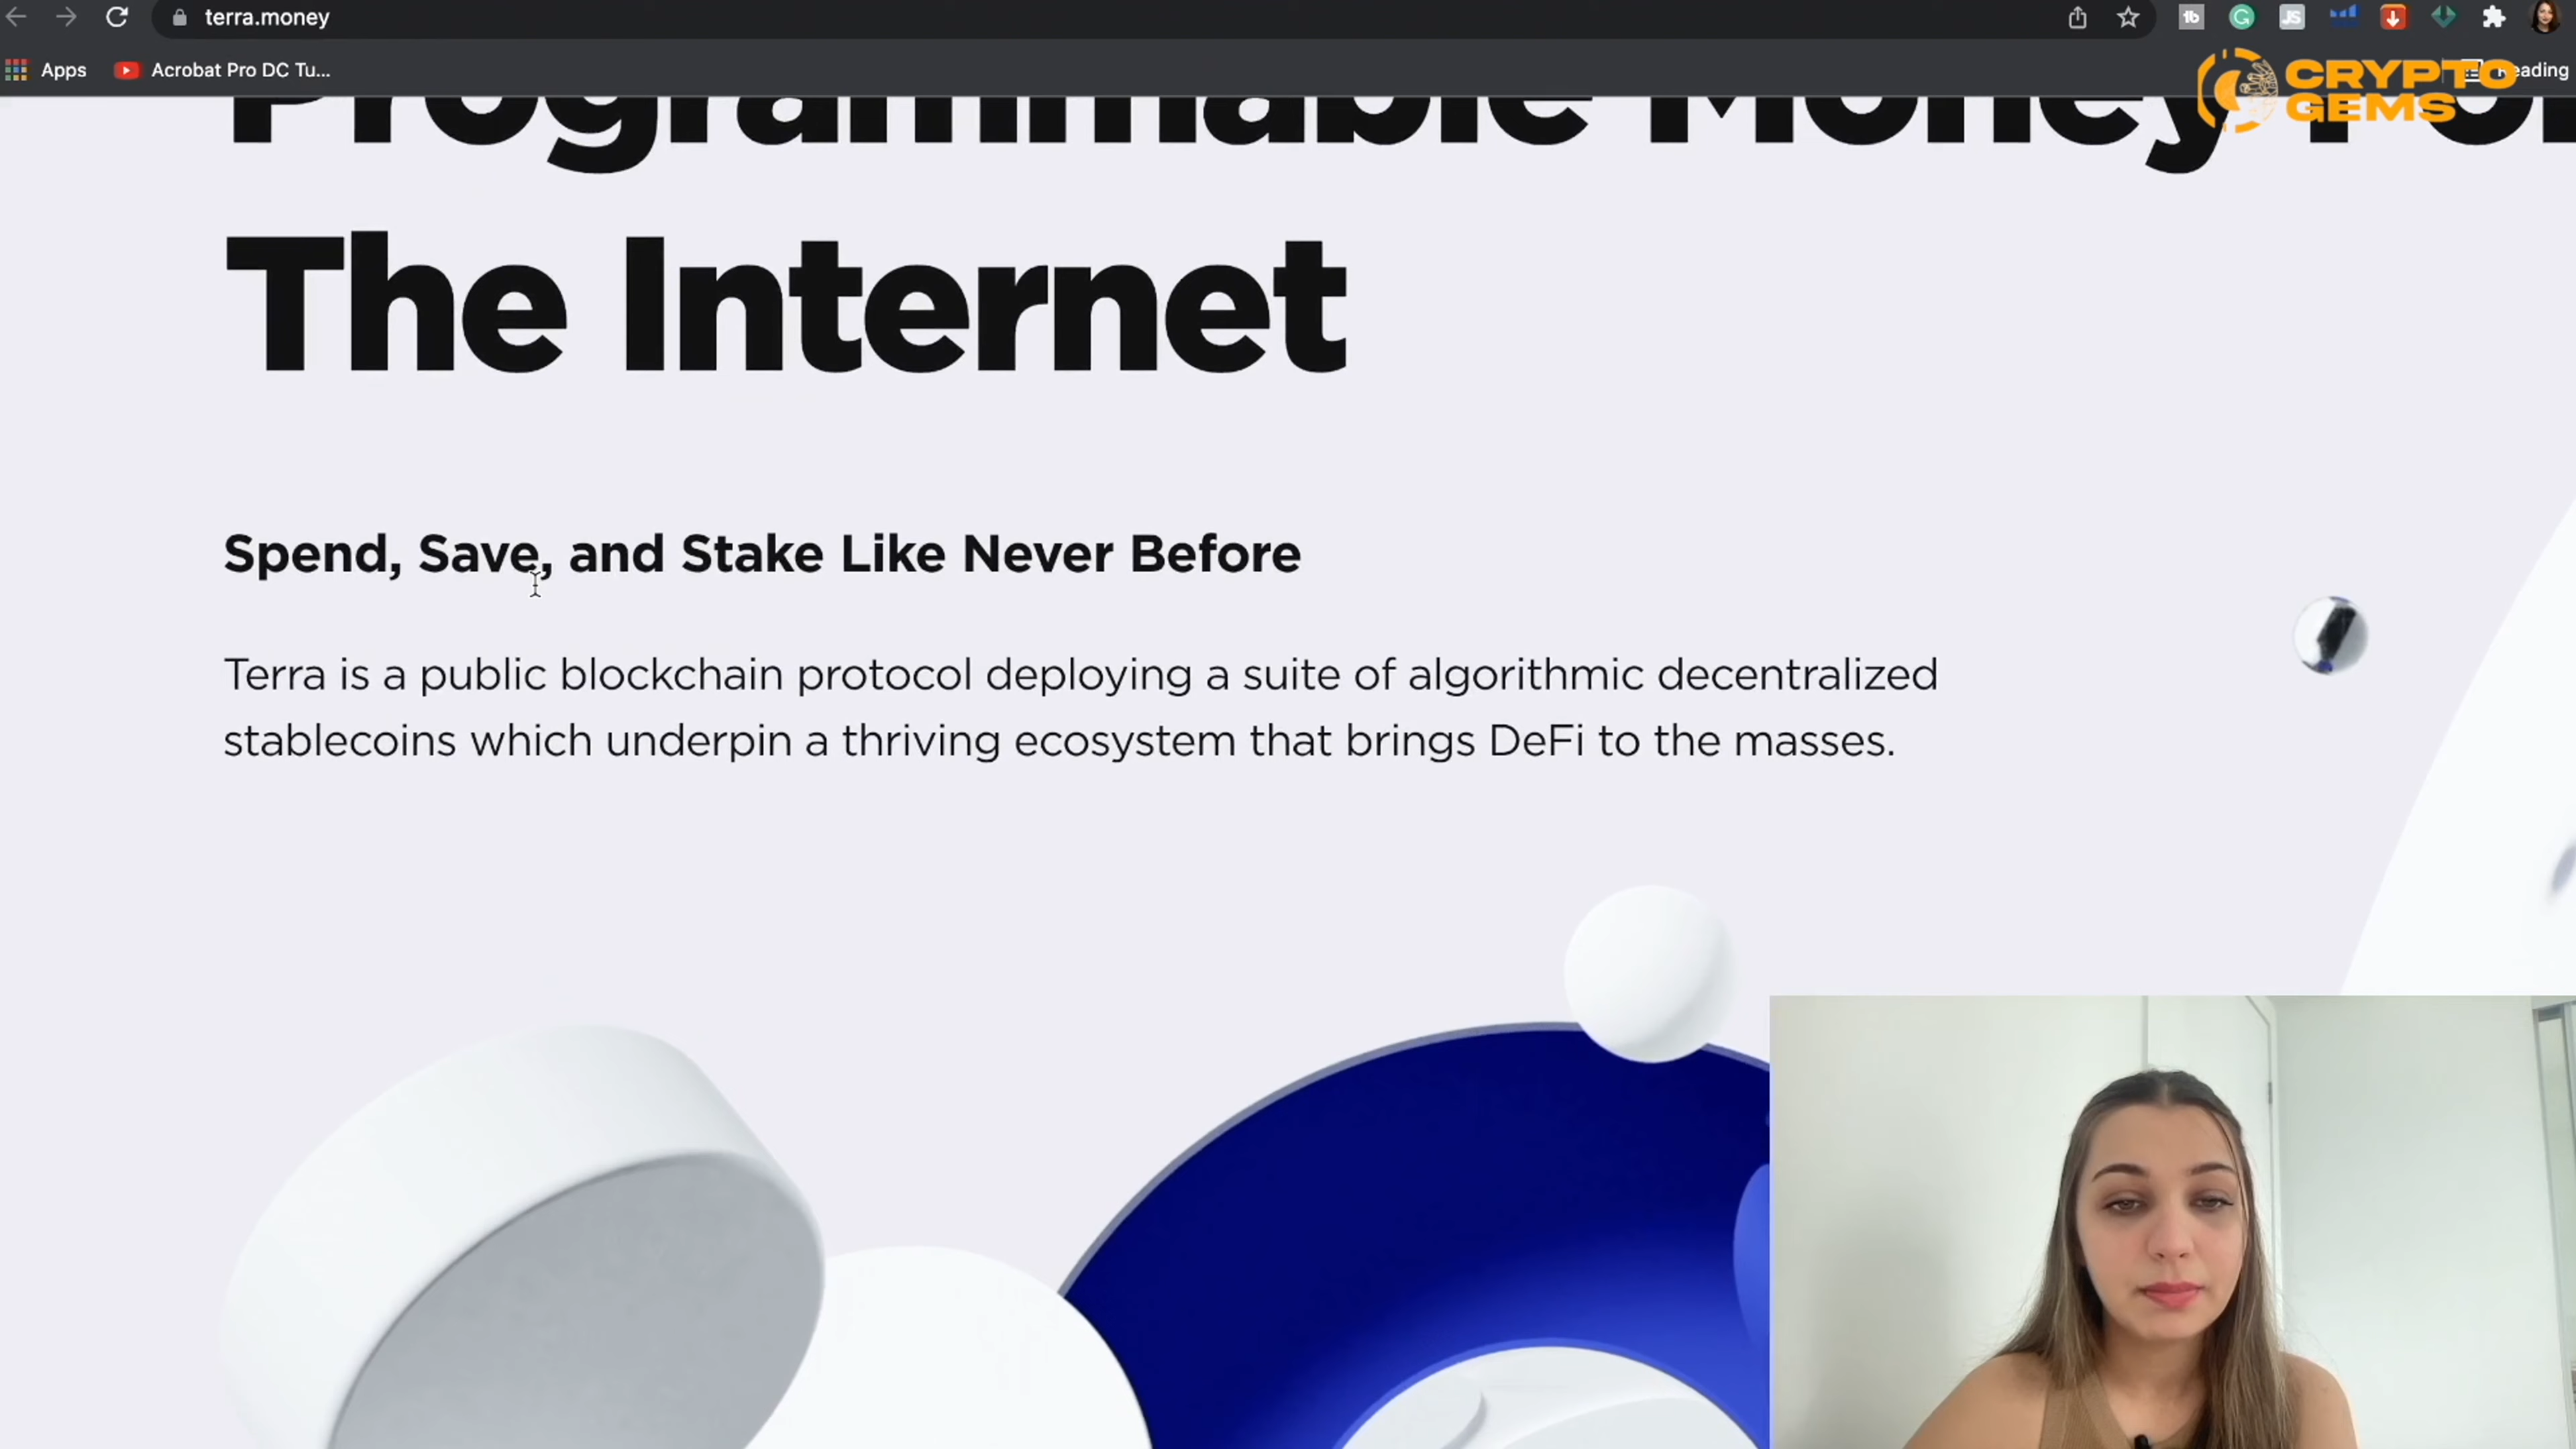 terra.money
Apps
Acrobat Pro DC Tu...
CRYPTO
GEMS
Programmable Money For
The Internet
Spend, Save, and Stake Like Never Before
Terra is a public blockchain protocol deploying a suite of algorithmic decentralized
stablecoins which underpin a thriving ecosystem that brings DeFi to the masses.